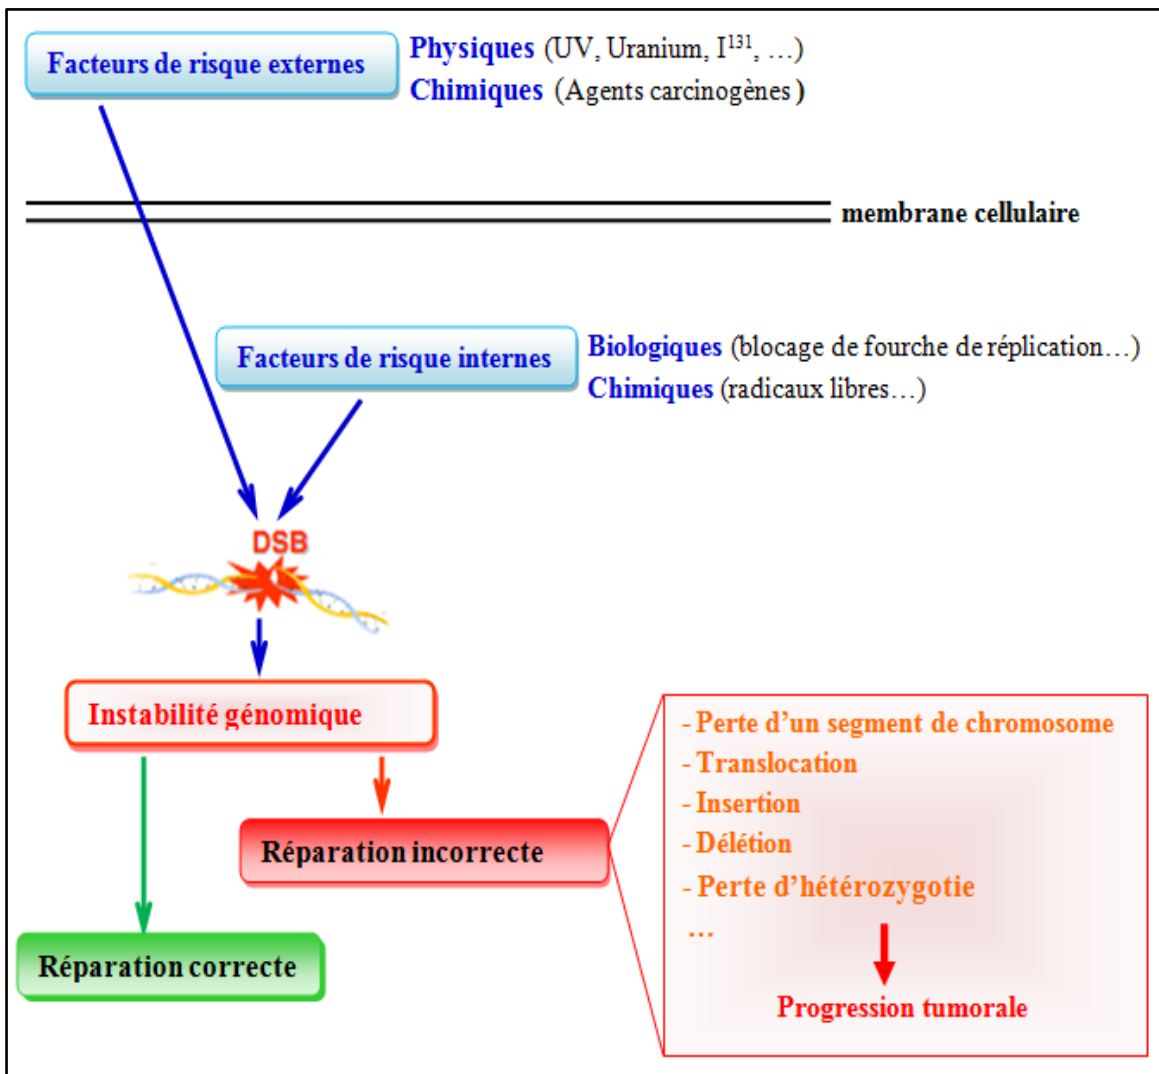 Facteurs de risque externes
Physiques (UV, Uranium, I¹³¹, …)
Chimiques (Agents carcinogènes)
membrane cellulaire
Facteurs de risque internes
Biologiques (blocage de fourche de réplication…)
Chimiques (radicaux libres…)
DSB
Instabilité génomique
Réparation incorrecte
Réparation correcte
- Perte d’un segment de chromosome
- Translocation
- Insertion
- Délétion
- Perte d’hétérozygotie
…
Progression tumorale